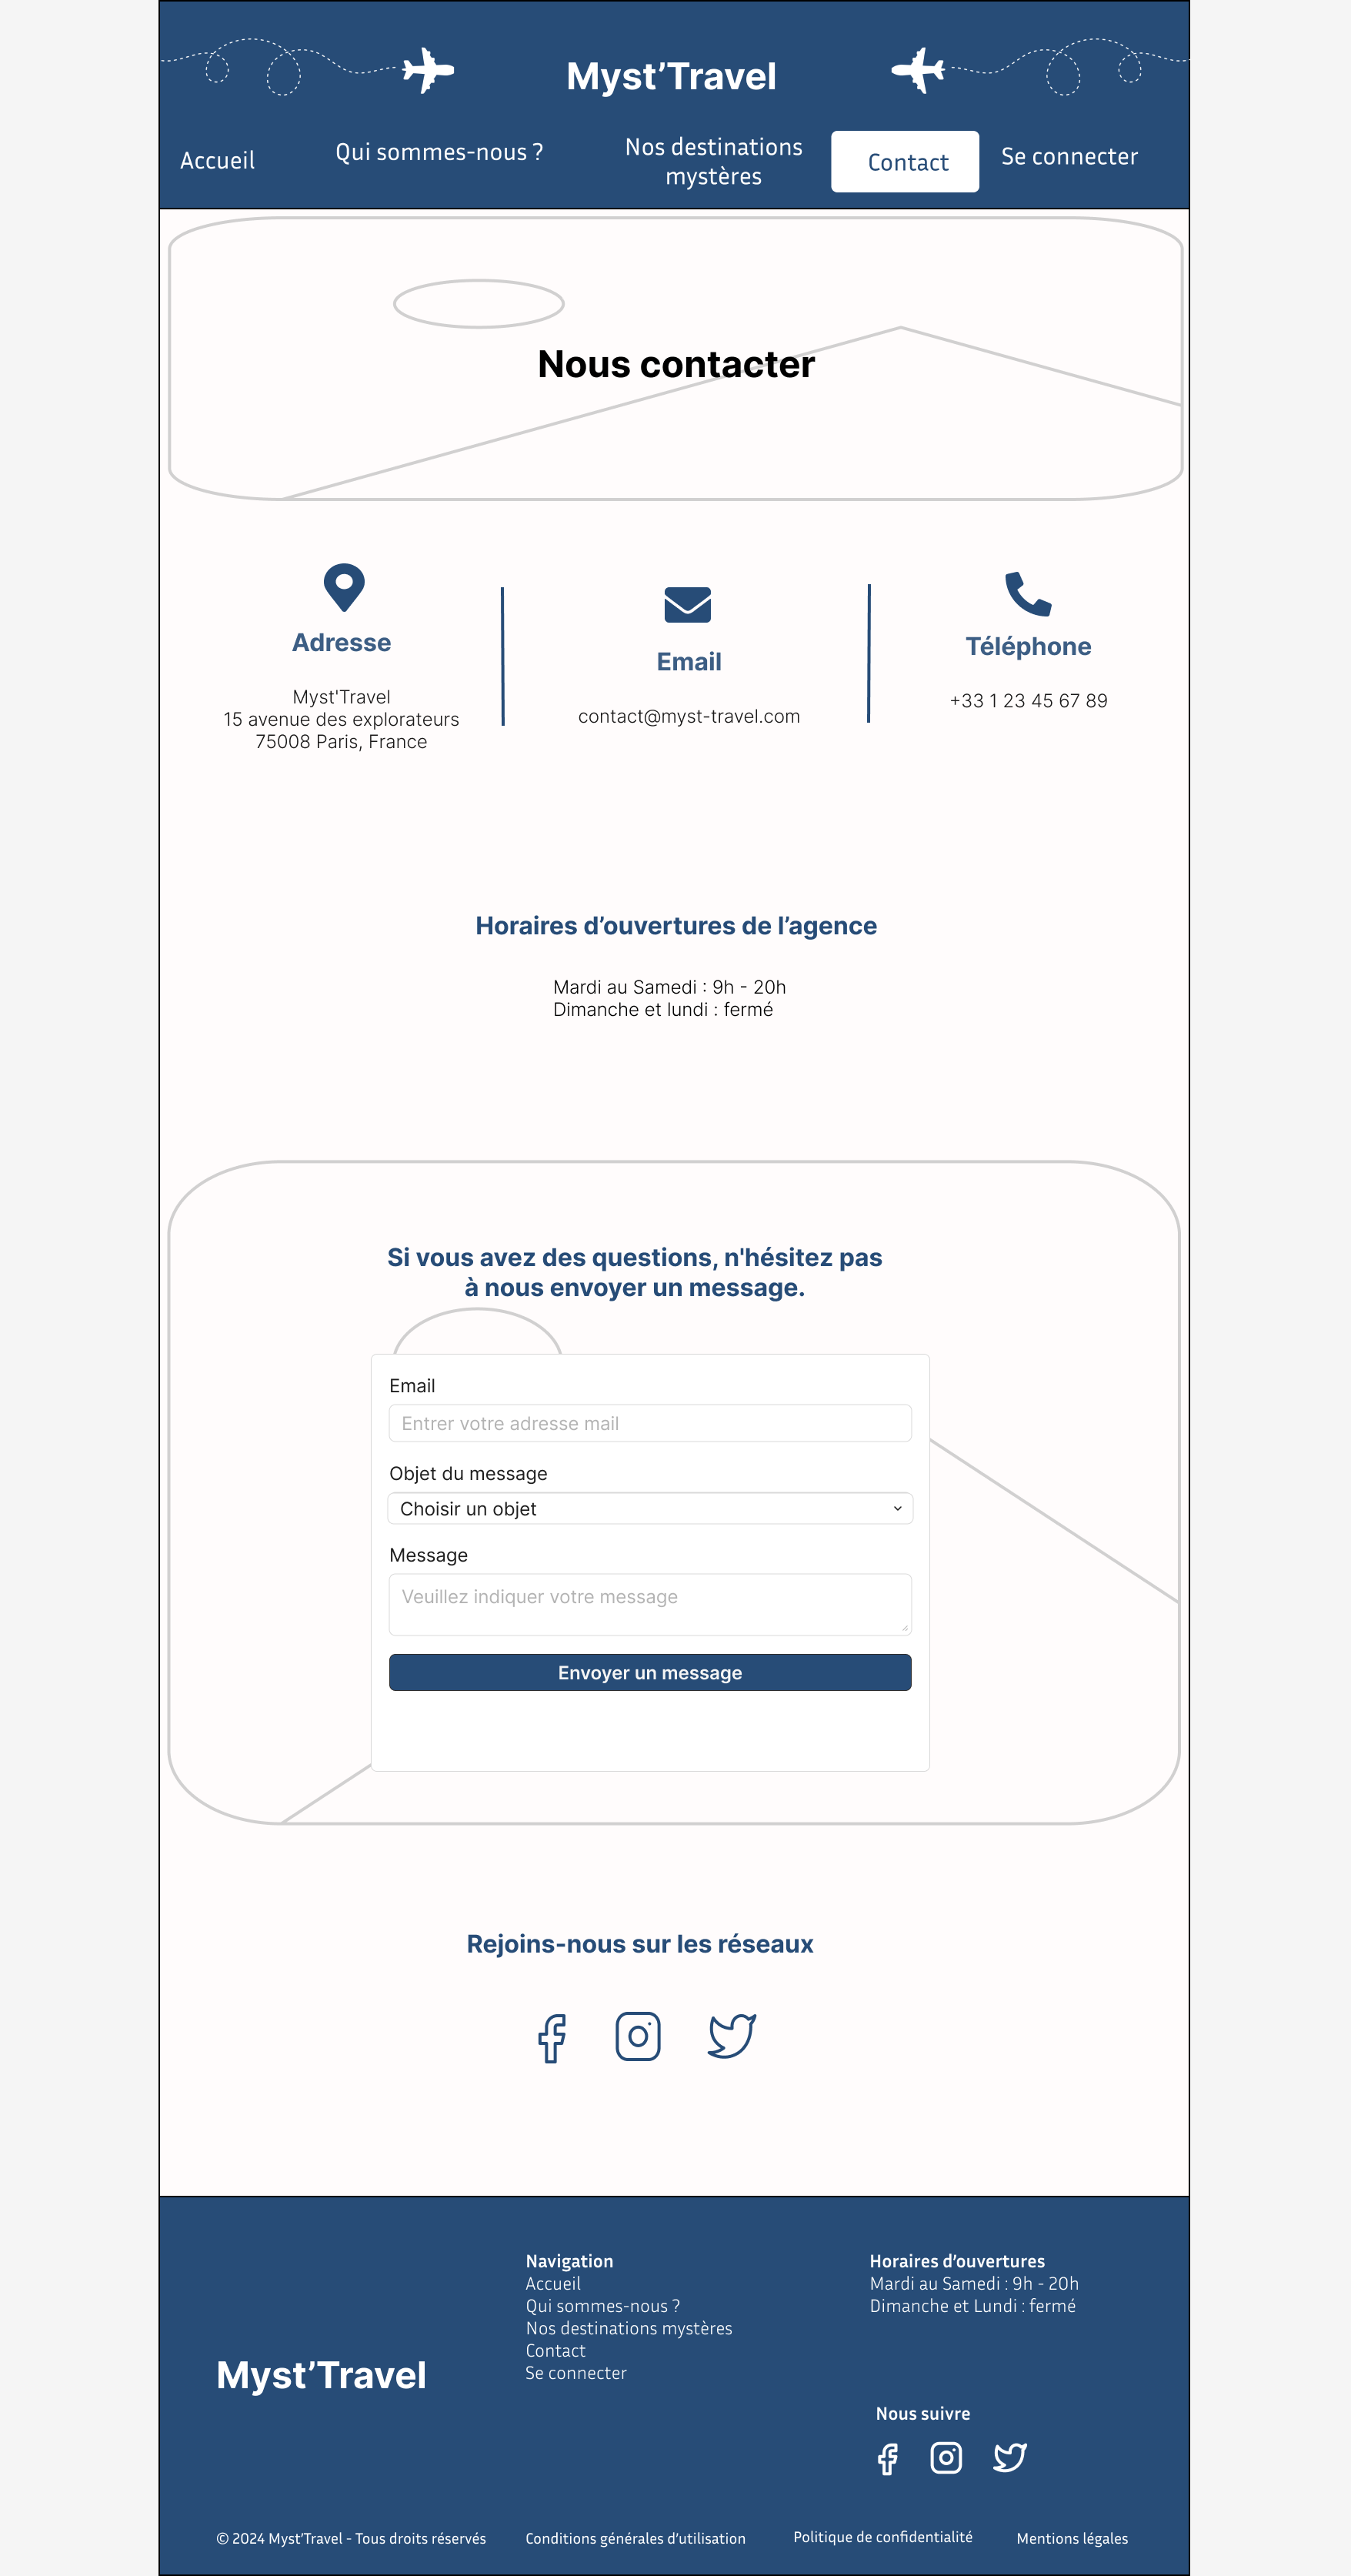 Myst’Travel
Accueil
Qui sommes-nous ?
Nos destinations
mystères
Contact
Se connecter
Nous contacter
Adresse
Myst'Travel
15 avenue des explorateurs
75008 Paris, France
Email
contact@myst-travel.com
Téléphone
+33 1 23 45 67 89
Horaires d’ouvertures de l’agence
Mardi au Samedi : 9h - 20h
Dimanche et lundi : fermé
Si vous avez des questions, n'hésitez pas
à nous envoyer un message.
Email
Entrer votre adresse mail
Objet du message
Choisir un objet
Message
Veuillez indiquer votre message
Envoyer un message
Rejoins-nous sur les réseaux
Myst’Travel
Navigation
Accueil
Qui sommes-nous ?
Nos destinations mystères
Contact
Se connecter
Horaires d’ouvertures
Mardi au Samedi : 9h - 20h
Dimanche et Lundi : fermé
Nous suivre
© 2024 Myst’Travel - Tous droits réservés
Conditions générales d’utilisation
Politique de confidentialité
Mentions légales